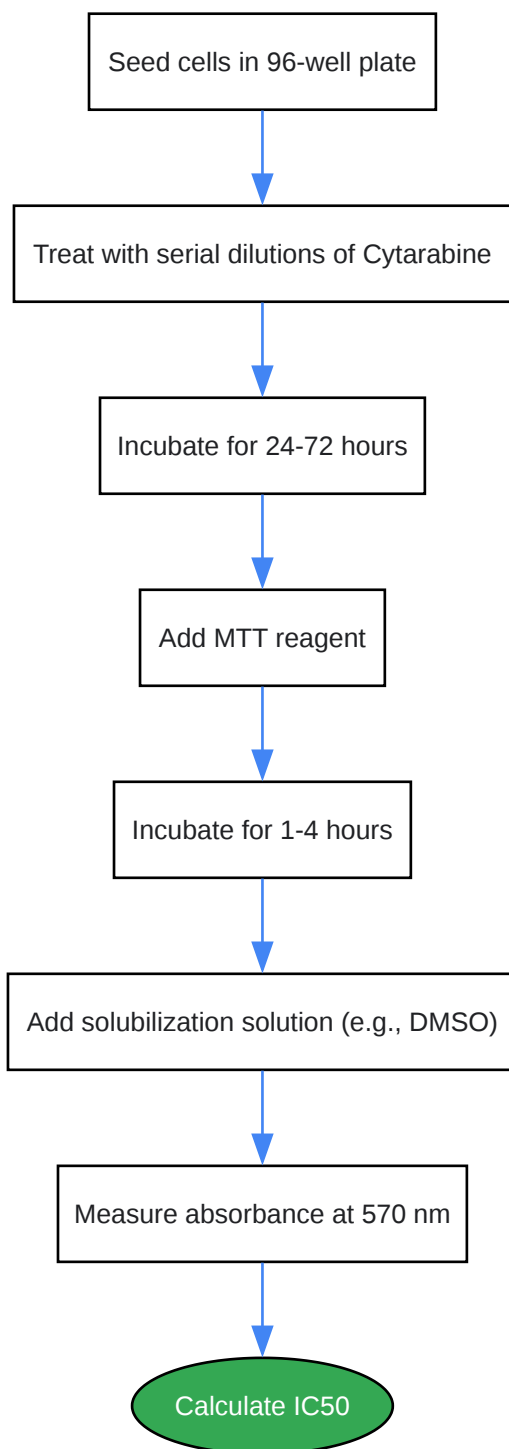 Seed cells in 96-well plate
Treat with serial dilutions of Cytarabine
Incubate for 24-72 hours
Add MTT reagent
Incubate for 1-4 hours
Add solubilization solution (e.g., DMSO)
Measure absorbance at 570 nm
Calculate IC50